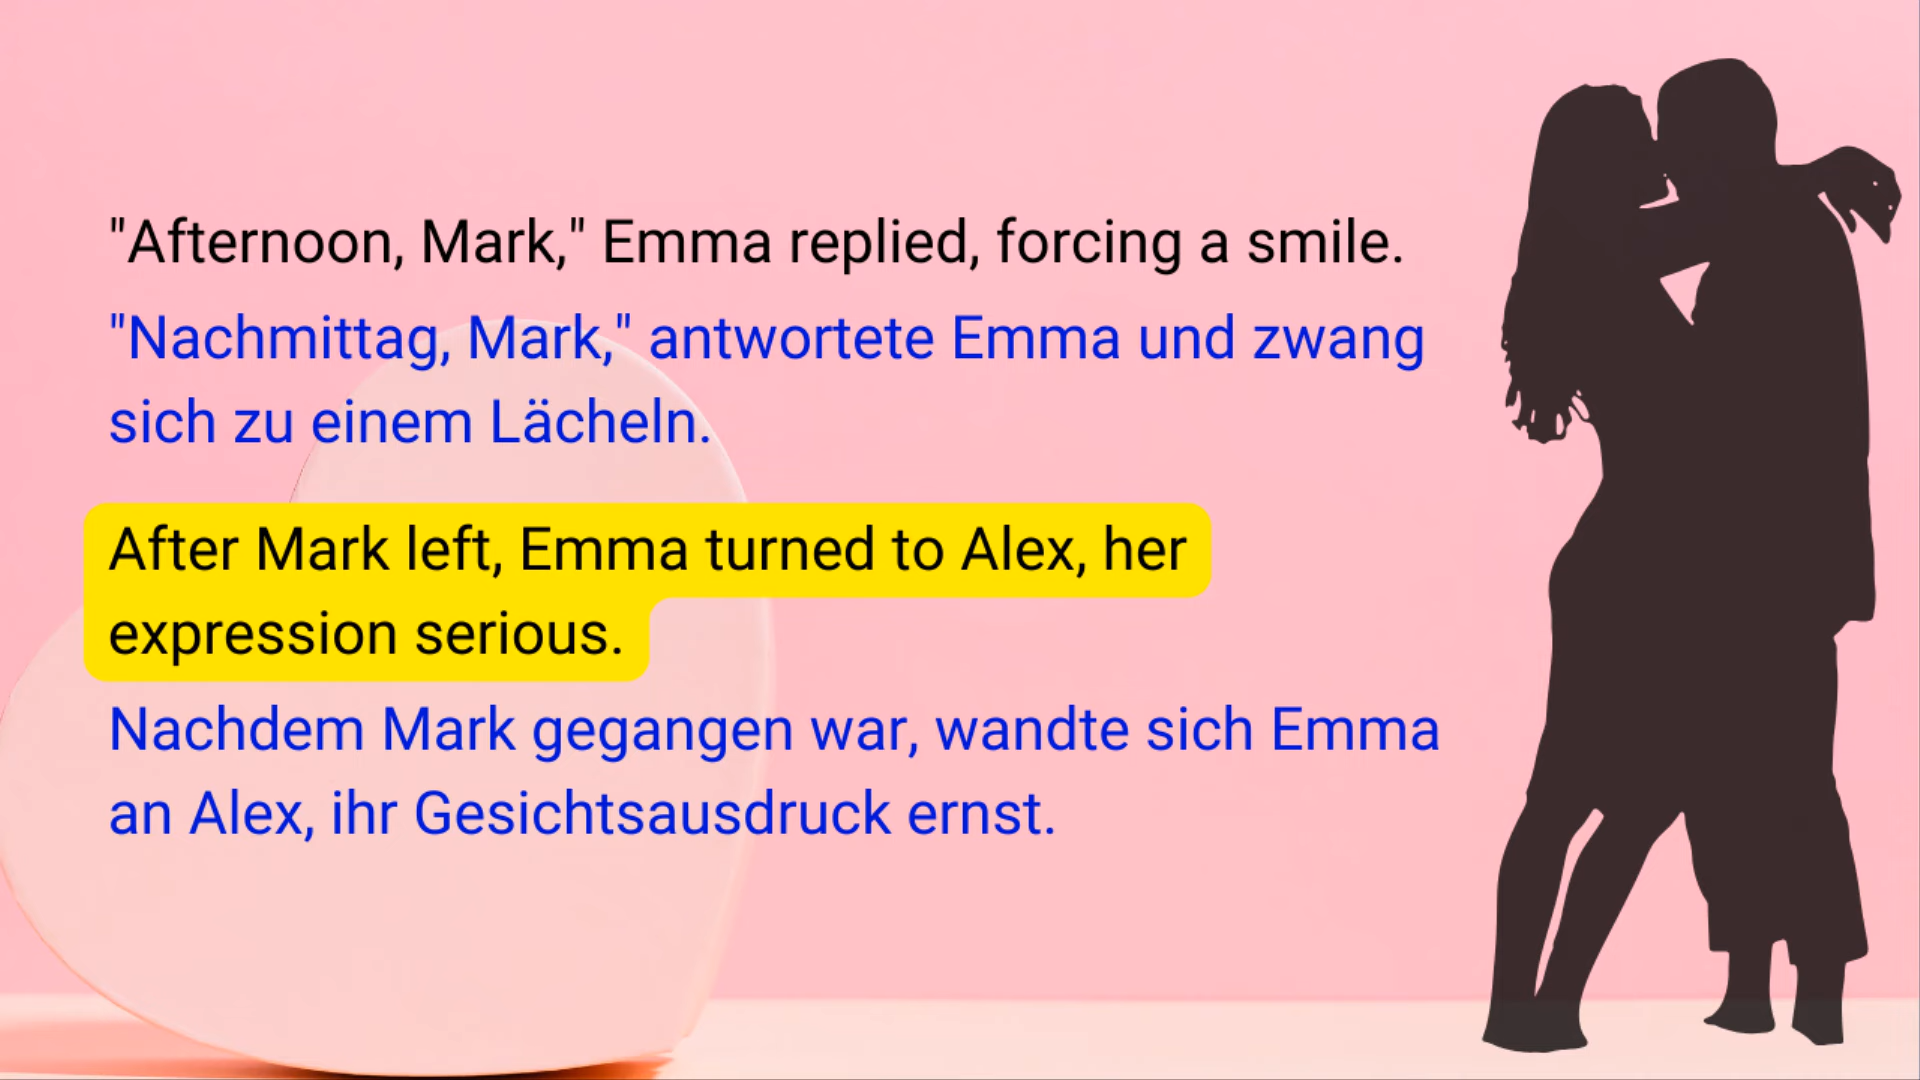 "Afternoon, Mark," Emma replied, forcing a smile.
"Nachmittag, Mark," antwortete Emma und zwang
sich zu einem Lächeln.
After Mark left, Emma turned to Alex, her
expression serious.
Nachdem Mark gegangen war, wandte sich Emma
an Alex, ihr Gesichtsausdruck ernst.